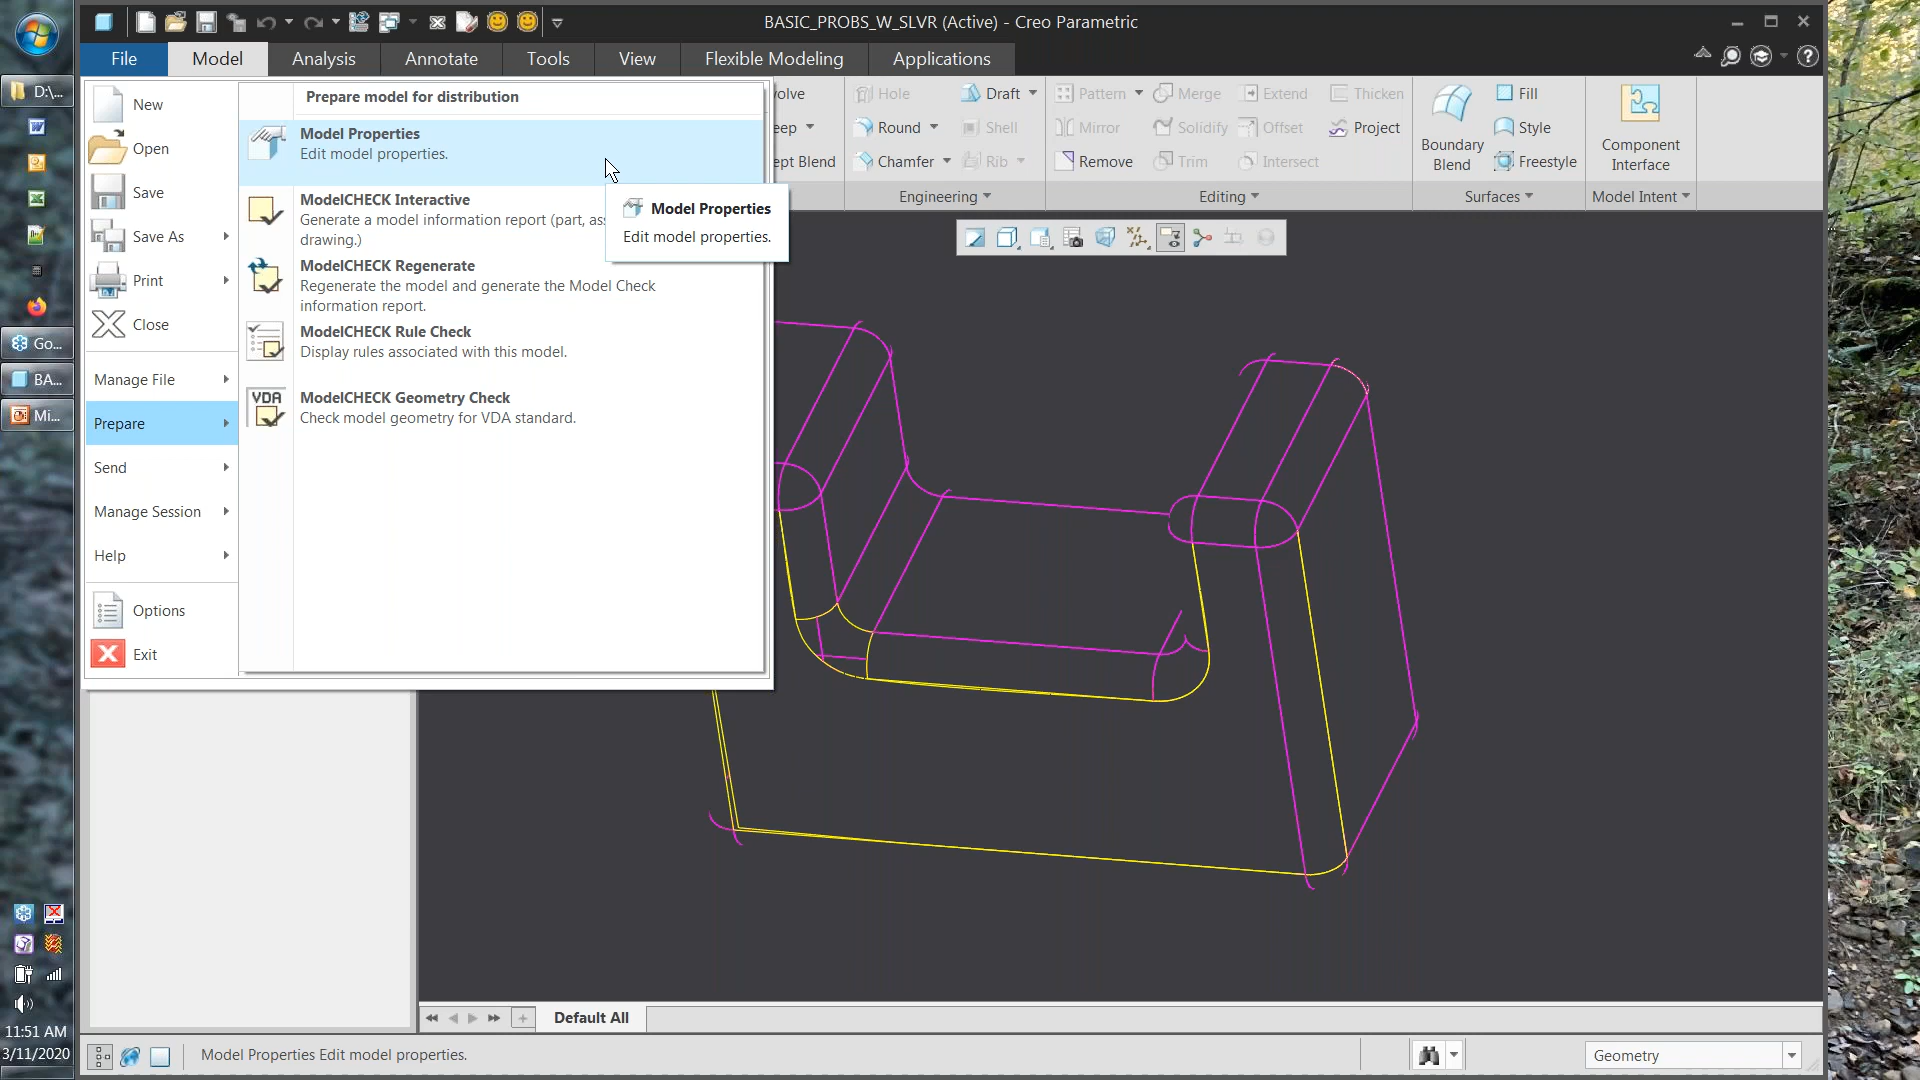 BASIC_PROBS_W_SLVR (Active) - Creo Parametric
File
Model
Analysis
Annotate
Tools
View
Flexible Modeling
Applications
D:\...
Go...
BA...
Mi...
11:51 AM
3/11/2020
New
Open
Save
Save As
Print
Close
Manage File
Prepare
Send
Manage Session
Help
Options
Exit
Prepare model for distribution
Model Properties
Edit model properties.
ModelCHECK Interactive
Generate a model information report (part, ass
drawing.)
ModelCHECK Regenerate
Regenerate the model and generate the Model Check
information report.
ModelCHECK Rule Check
Display rules associated with this model.
VDA
ModelCHECK Geometry Check
Check model geometry for VDA standard.
Model Properties
Edit model properties.
volve
eep
ept Blend
Hole
Draft
Round
Shell
Chamfer
Rib
Engineering
Pattern
Merge
Extend
Thicken
Mirror
Solidify
Offset
Project
Remove
Trim
Intersect
Editing
Boundary
Blend
Fill
Style
Freestyle
Surfaces
Component
Interface
Model Intent
Default All
Model Properties Edit model properties.
Geometry